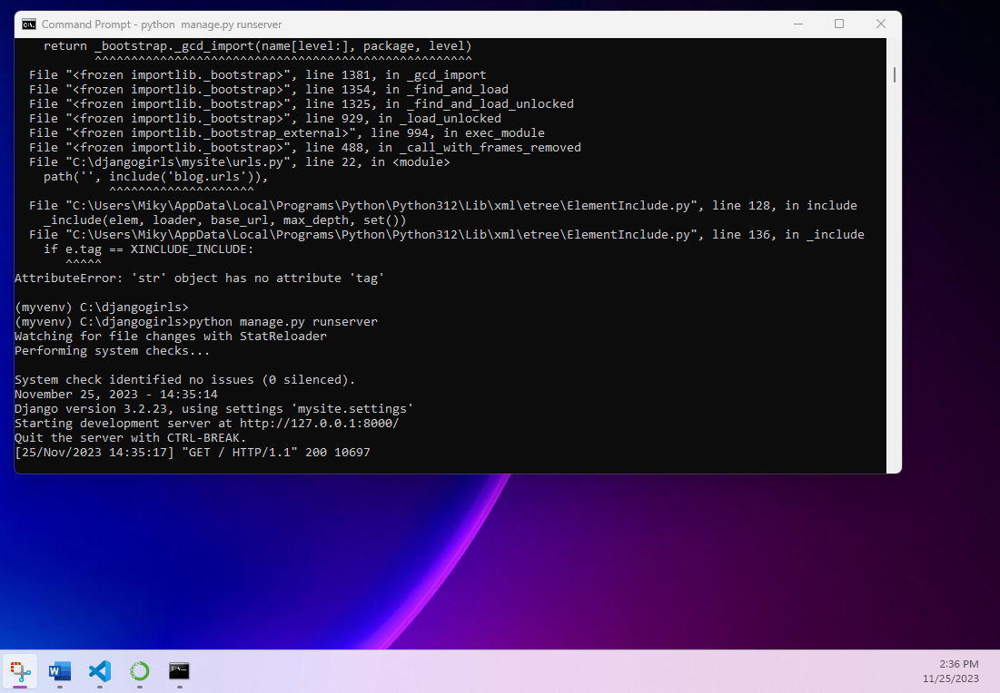 Command Prompt - python  manage.py runserver
    return _bootstrap._gcd_import(name[level:], package, level)
           ^^^^^^^^^^^^^^^^^^^^^^^^^^^^^^^^^^^^^^^^^^^^^^^^^^^^
  File "<frozen importlib._bootstrap>", line 1381, in _gcd_import
  File "<frozen importlib._bootstrap>", line 1354, in _find_and_load
  File "<frozen importlib._bootstrap>", line 1325, in _find_and_load_unlocked
  File "<frozen importlib._bootstrap>", line 929, in _load_unlocked
  File "<frozen importlib._bootstrap_external>", line 994, in exec_module
  File "<frozen importlib._bootstrap>", line 488, in _call_with_frames_removed
  File "C:\djangogirls\mysite\urls.py", line 22, in <module>
    path('', include('blog.urls')),
             ^^^^^^^^^^^^^^^^^^^^
  File "C:\Users\Miky\AppData\Local\Programs\Python\Python312\Lib\xml\etree\ElementInclude.py", line 128, in include
    _include(elem, loader, base_url, max_depth, set())
  File "C:\Users\Miky\AppData\Local\Programs\Python\Python312\Lib\xml\etree\ElementInclude.py", line 136, in _include
    if e.tag == XINCLUDE_INCLUDE:
       ^^^^^
AttributeError: 'str' object has no attribute 'tag'
(myvenv) C:\djangogirls>
(myvenv) C:\djangogirls>python manage.py runserver
Watching for file changes with StatReloader
Performing system checks...
System check identified no issues (0 silenced).
November 25, 2023 - 14:35:14
Django version 3.2.23, using settings 'mysite.settings'
Starting development server at http://127.0.0.1:8000/
Quit the server with CTRL-BREAK.
[25/Nov/2023 14:35:17] "GET / HTTP/1.1" 200 10697
2:36 PM
11/25/2023